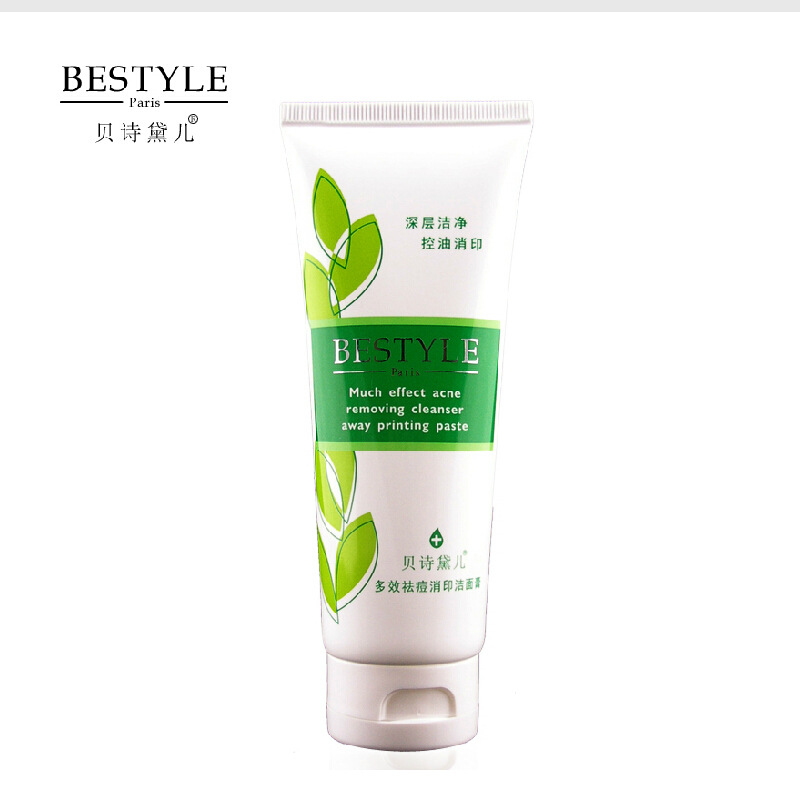 BESTYLE
Paris
贝诗黛儿®
深层洁净
控油消印
BESTYLE
Paris
Much effect acne
removing cleanser
away printing paste
贝诗黛儿®
多效祛痘消印洁面膏